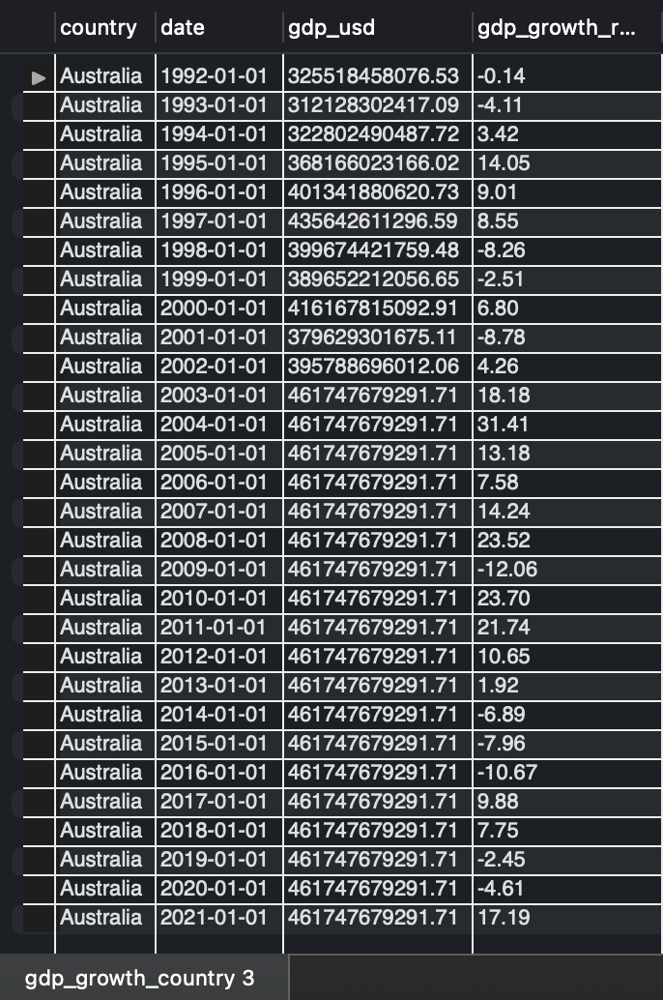 country date gdp_usd gdp_growth_r...
Australia 1992-01-01 325518458076.53 -0.14
Australia 1993-01-01 312128302417.09 -4.11
Australia 1994-01-01 322802490487.72 3.42
Australia 1995-01-01 368166023166.02 14.05
Australia 1996-01-01 401341880620.73 9.01
Australia 1997-01-01 435642611296.59 8.55
Australia 1998-01-01 399674421759.48 -8.26
Australia 1999-01-01 389652212056.65 -2.51
Australia 2000-01-01 416167815092.91 6.80
Australia 2001-01-01 379629301675.11 -8.78
Australia 2002-01-01 395788696012.06 4.26
Australia 2003-01-01 461747679291.71 18.18
Australia 2004-01-01 461747679291.71 31.41
Australia 2005-01-01 461747679291.71 13.18
Australia 2006-01-01 461747679291.71 7.58
Australia 2007-01-01 461747679291.71 14.24
Australia 2008-01-01 461747679291.71 23.52
Australia 2009-01-01 461747679291.71 -12.06
Australia 2010-01-01 461747679291.71 23.70
Australia 2011-01-01 461747679291.71 21.74
Australia 2012-01-01 461747679291.71 10.65
Australia 2013-01-01 461747679291.71 1.92
Australia 2014-01-01 461747679291.71 -6.89
Australia 2015-01-01 461747679291.71 -7.96
Australia 2016-01-01 461747679291.71 -10.67
Australia 2017-01-01 461747679291.71 9.88
Australia 2018-01-01 461747679291.71 7.75
Australia 2019-01-01 461747679291.71 -2.45
Australia 2020-01-01 461747679291.71 -4.61
Australia 2021-01-01 461747679291.71 17.19
gdp_growth_country 3